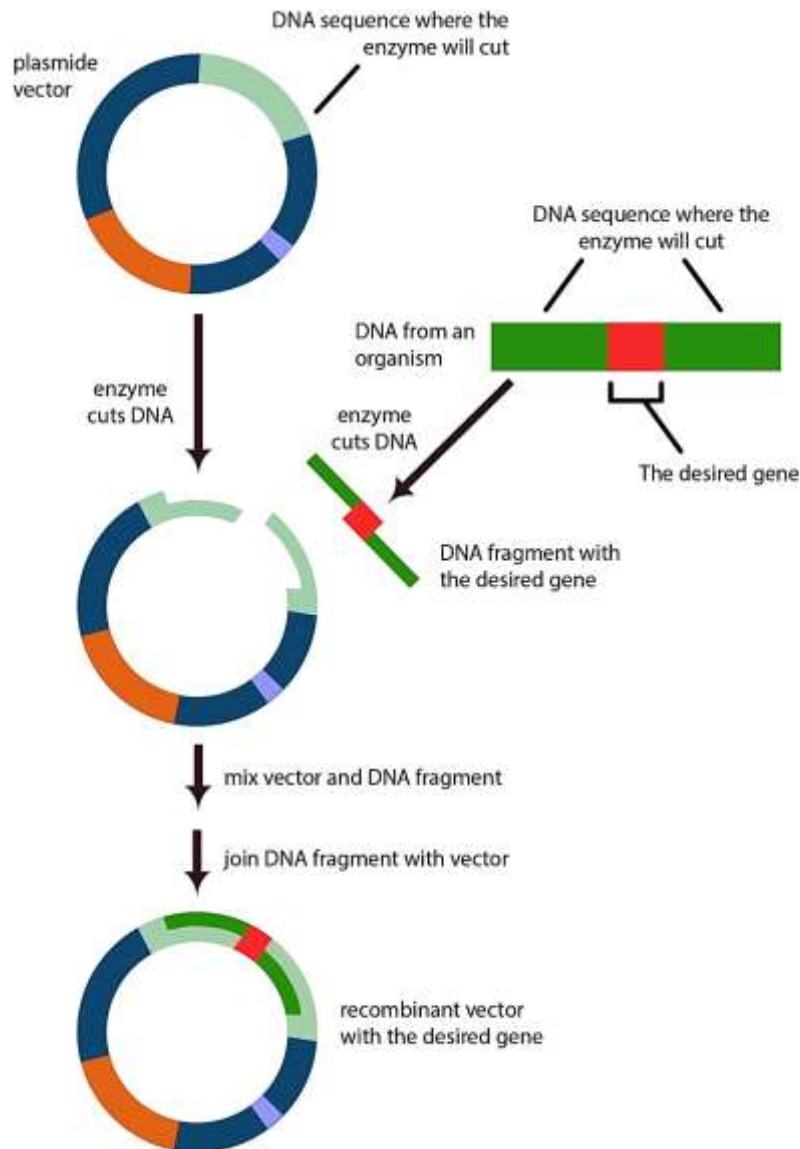 DNA sequence where the
enzyme will cut
plasmide
vector
DNA sequence where the
enzyme will cut
DNA from an
organism
enzyme
cuts DNA
enzyme
cuts DNA
The desired gene
DNA fragment with
the desired gene
mix vector and DNA fragment
join DNA fragment with vector
recombinant vector
with the desired gene